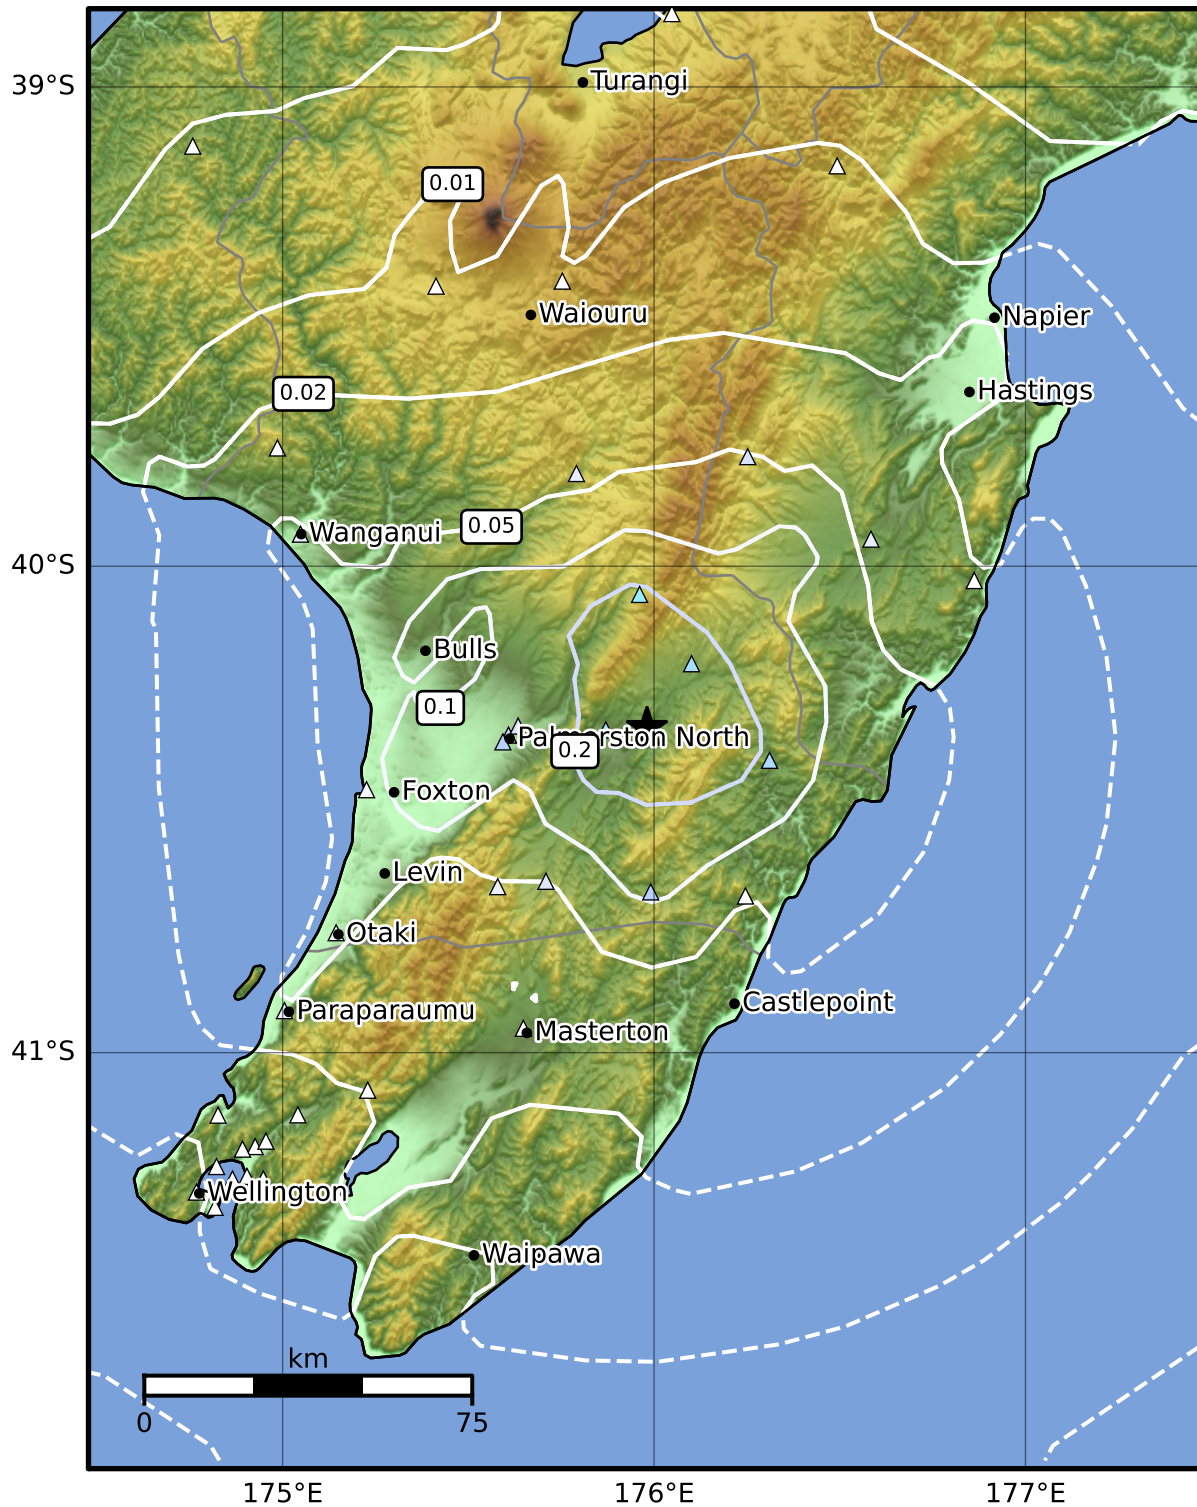 39°S
Turangi
0.01
Waiouru
Napier
0.02
Hastings
0.05
Wanganui
40°S
Bulls
0.1
Palmerston North
0.2
Foxton
Levin
Otaki
Castlepoint
Paraparaumu
Masterton
41°S
Wellington
Waipawa
km
0
75
175°E
176°E
177°E